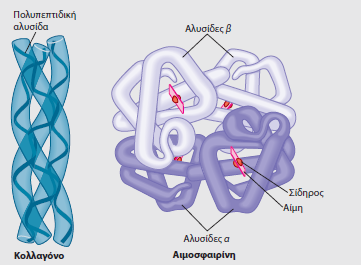 Πολυπεπτιδική
αλυσίδα
Αλυσίδες β
Σίδηρος
Αίμη
Αλυσίδες α
Κολλαγόνο
Αιμοσφαιρίνη